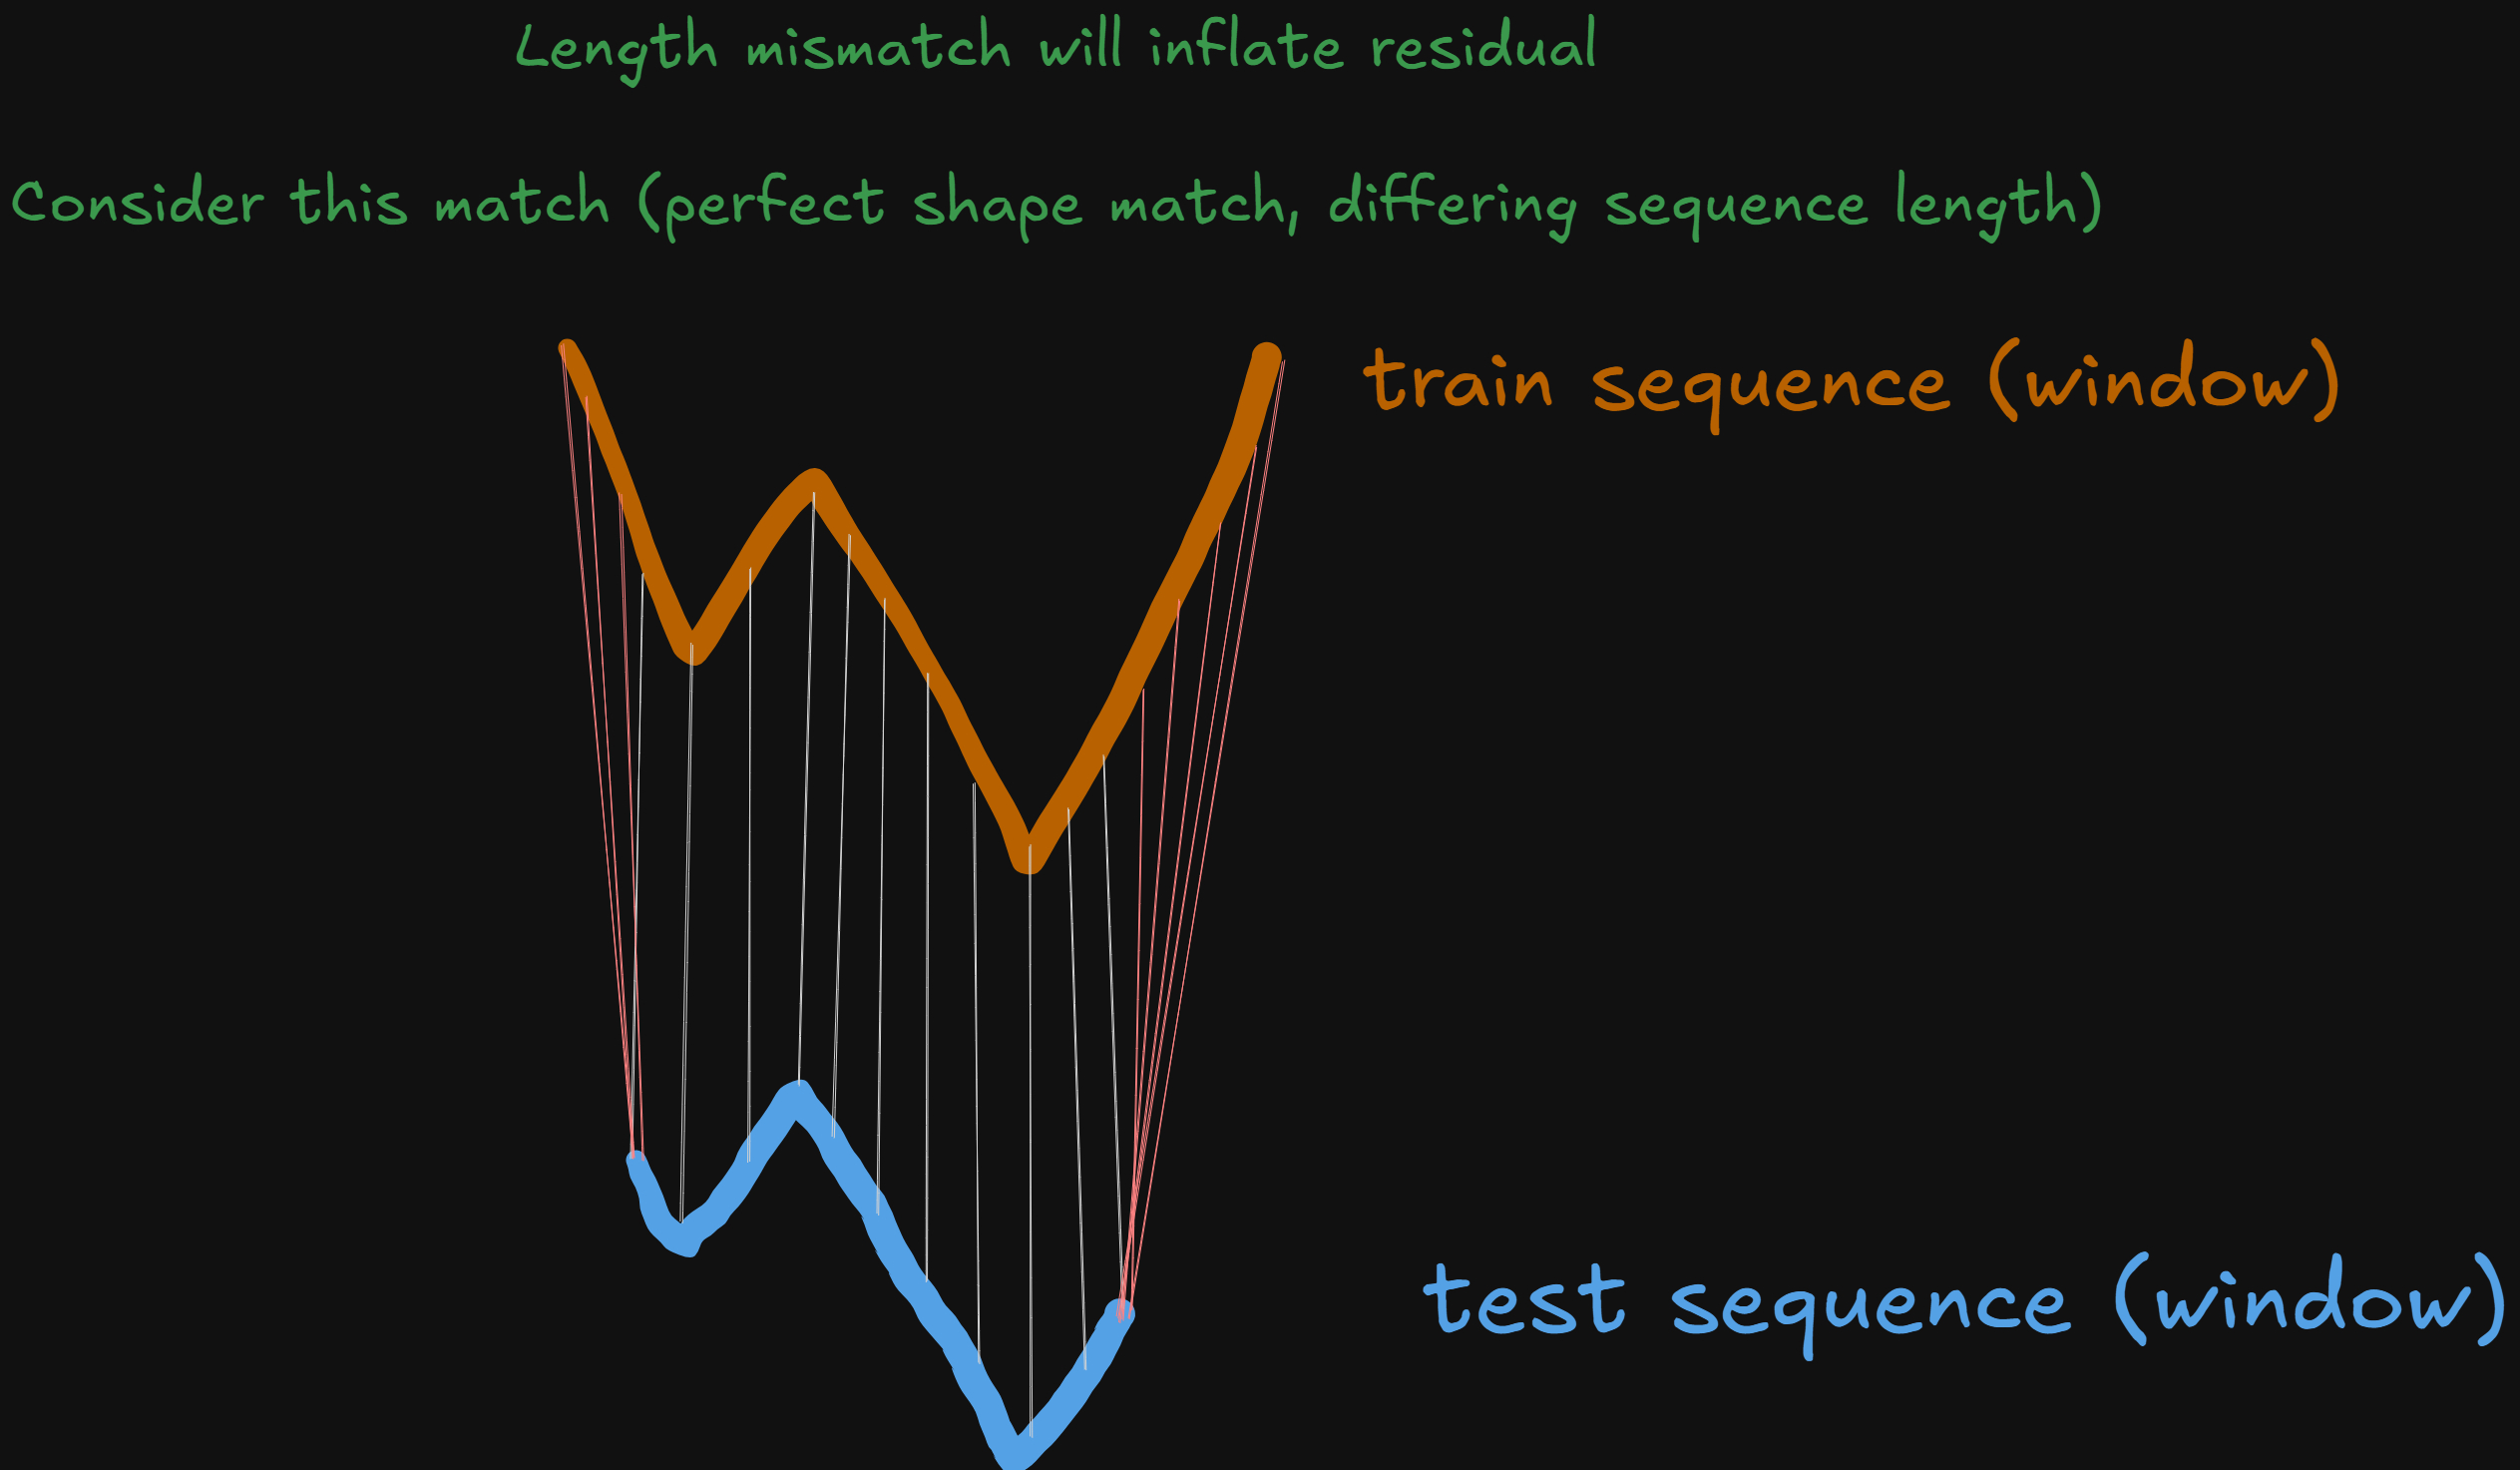 Length mismatch will inflate residual
Consider this match (perfect shape match, differing sequence length)
train sequence (window)
test sequence (window)